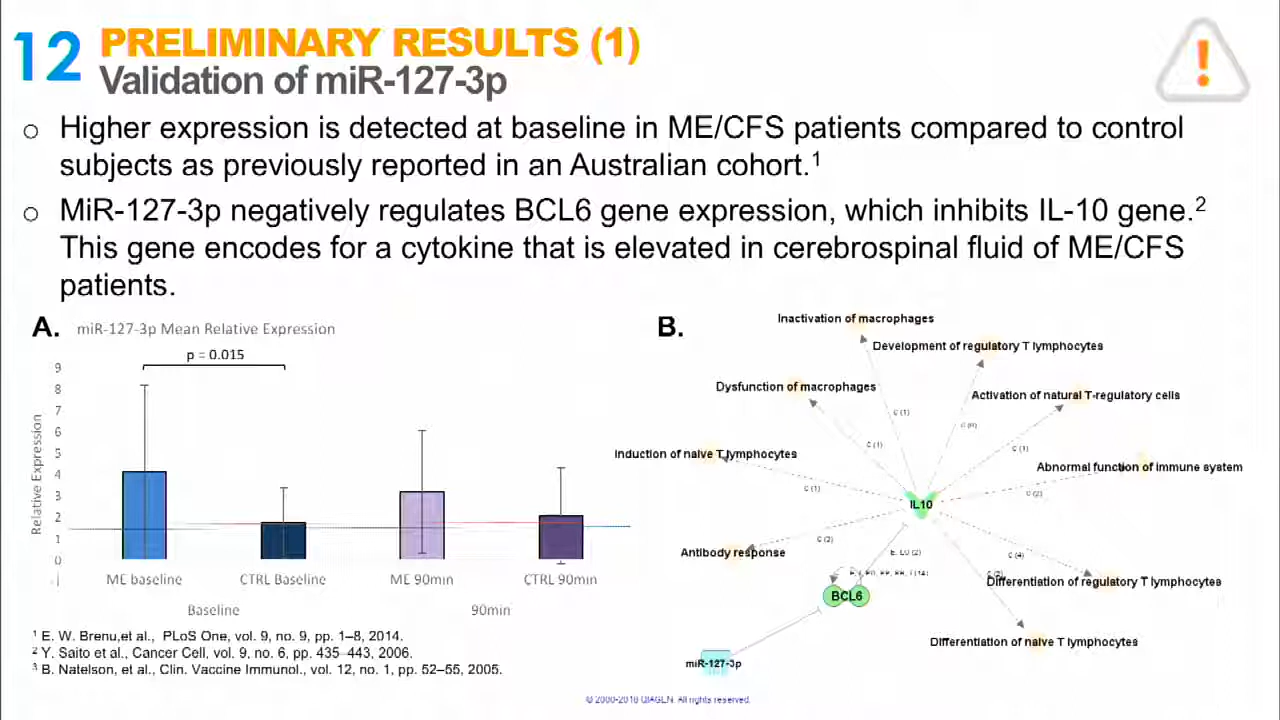 12
PRELIMINARY RESULTS (1)
Validation of miR-127-3p
!
o Higher expression is detected at baseline in ME/CFS patients compared to control
subjects as previously reported in an Australian cohort.1
o MiR-127-3p negatively regulates BCL6 gene expression, which inhibits IL-10 gene.2
This gene encodes for a cytokine that is elevated in cerebrospinal fluid of ME/CFS
patients.
A.
miR-127-3p Mean Relative Expression
p = 0.015
Relative Expression
9
8
7
6
5
4
3
2
1
0
ME baseline
CTRL Baseline
ME 90min
CTRL 90min
Baseline
90min
B.
Inactivation of macrophages
Development of regulatory T lymphocytes
Dysfunction of macrophages
Activation of natural T-regulatory cells
C (1)
C (1)
C (1)
Induction of naive T lymphocytes
Abnormal function of immune system
C (1)
C (2)
IL10
C (2)
Antibody response
C (4)
Differentiation of regulatory T lymphocytes
BCL6
Differentiation of naive T lymphocytes
miR-127-3p
1 E. W. Brenu,et al., PLoS One, vol. 9, no. 9, pp. 1–8, 2014.
2 Y. Saito et al., Cancer Cell, vol. 9, no. 6, pp. 435–443, 2006.
3 B. Natelson, et al., Clin. Vaccine Immunol., vol. 12, no. 1, pp. 52–55, 2005.
QIAGEN. All rights reserved.